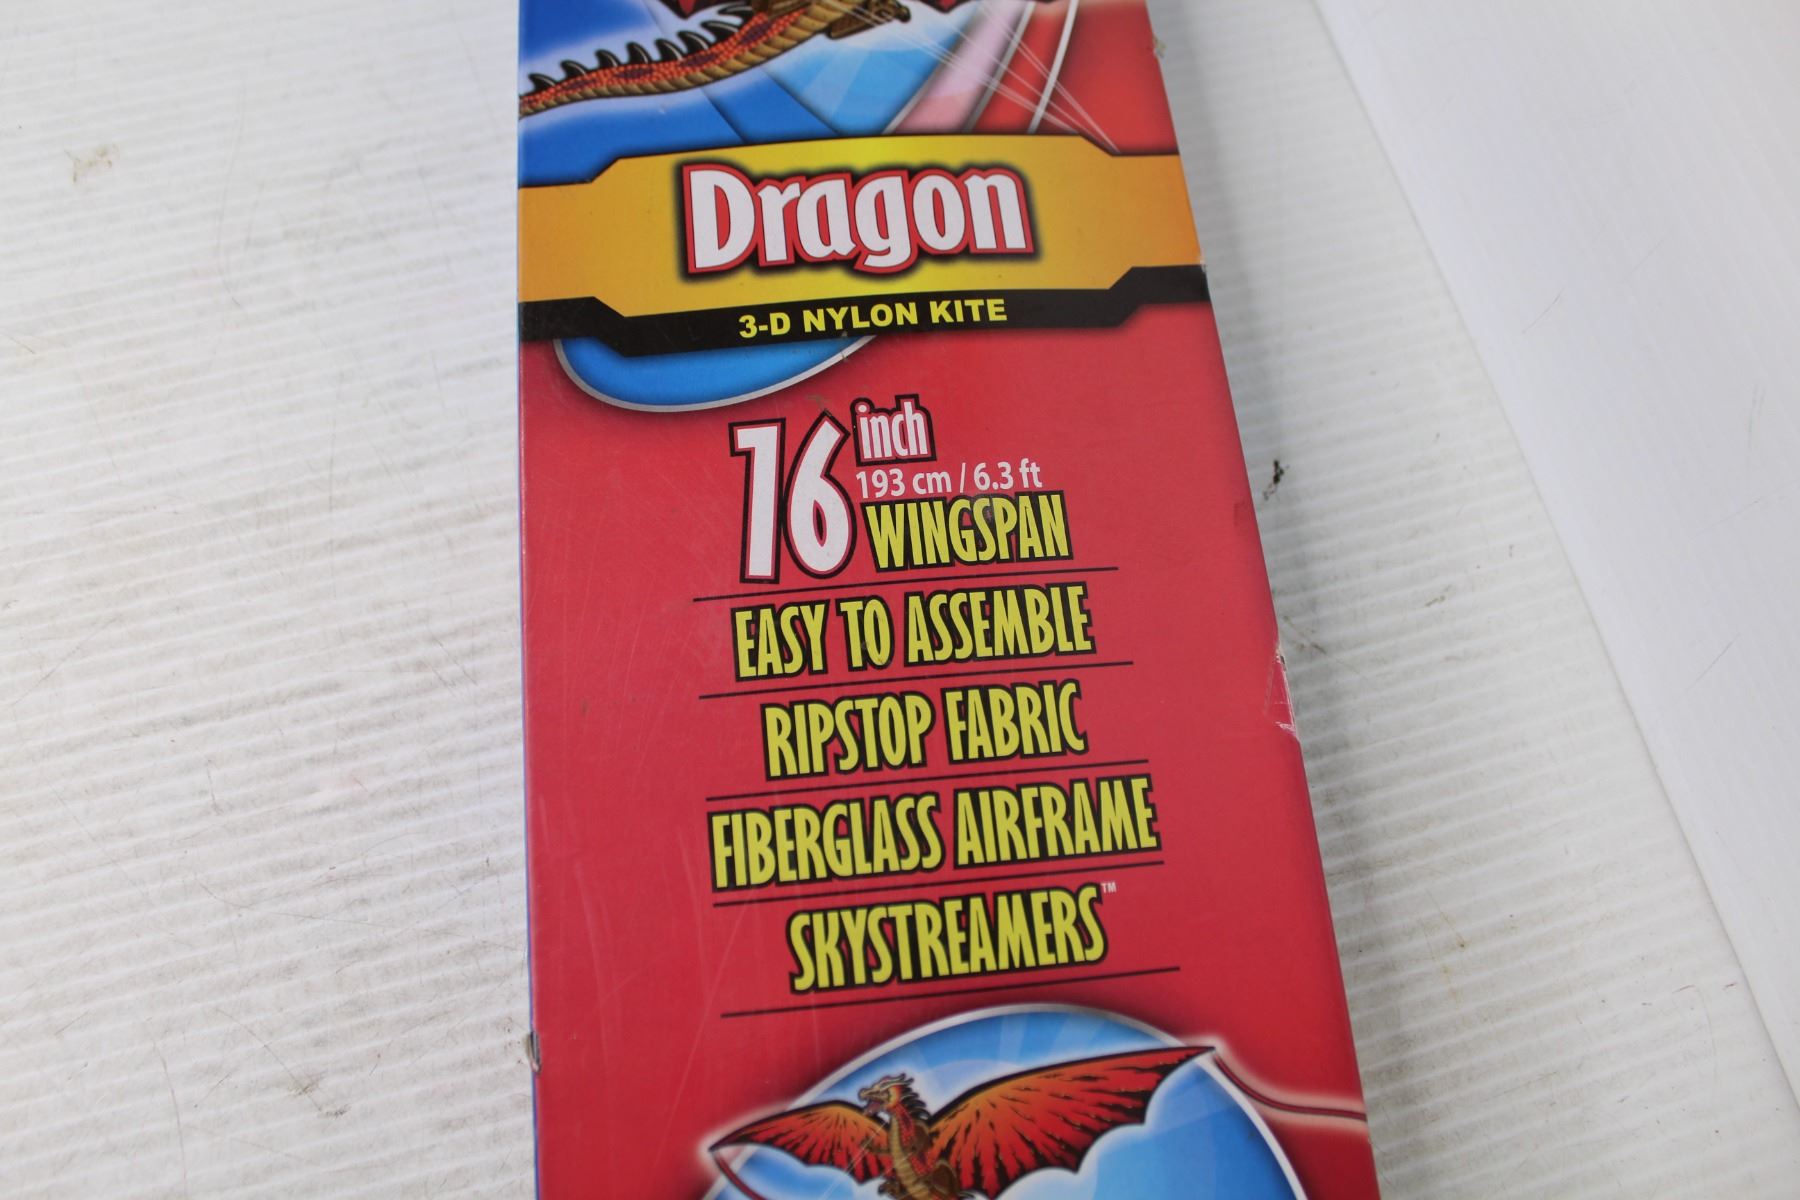 Dragon
3-D NYLON KITE
76 inch
193 cm / 6.3 ft
WINGSPAN
EASY TO ASSEMBLE
RIPSTOP FABRIC
FIBERGLASS AIRFRAME
SKYSTREAMERS™